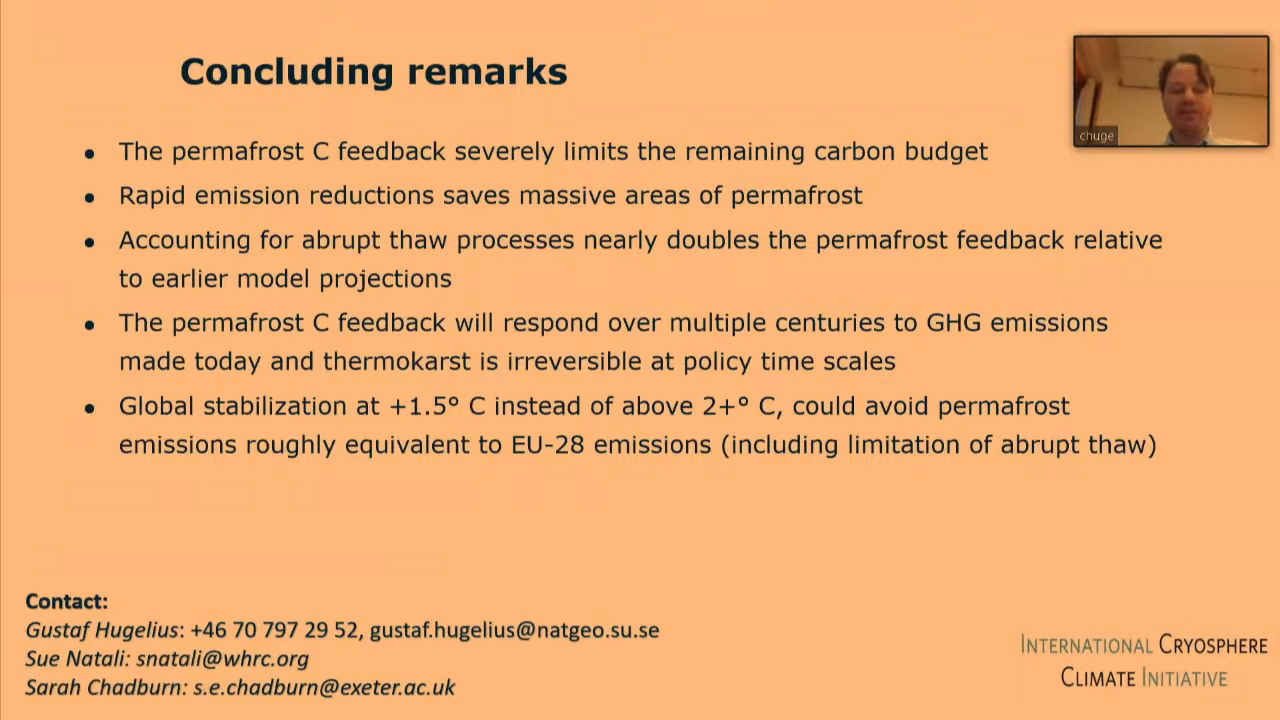 Concluding remarks
chuge
• The permafrost C feedback severely limits the remaining carbon budget
• Rapid emission reductions saves massive areas of permafrost
• Accounting for abrupt thaw processes nearly doubles the permafrost feedback relative
to earlier model projections
• The permafrost C feedback will respond over multiple centuries to GHG emissions
made today and thermokarst is irreversible at policy time scales
• Global stabilization at +1.5° C instead of above 2+° C, could avoid permafrost
emissions roughly equivalent to EU-28 emissions (including limitation of abrupt thaw)
Contact:
Gustaf Hugelius: +46 70 797 29 52, gustaf.hugelius@natgeo.su.se
Sue Natali: snatali@whrc.org
Sarah Chadburn: s.e.chadburn@exeter.ac.uk
INTERNATIONAL CRYOSPHERE
CLIMATE INITIATIVE